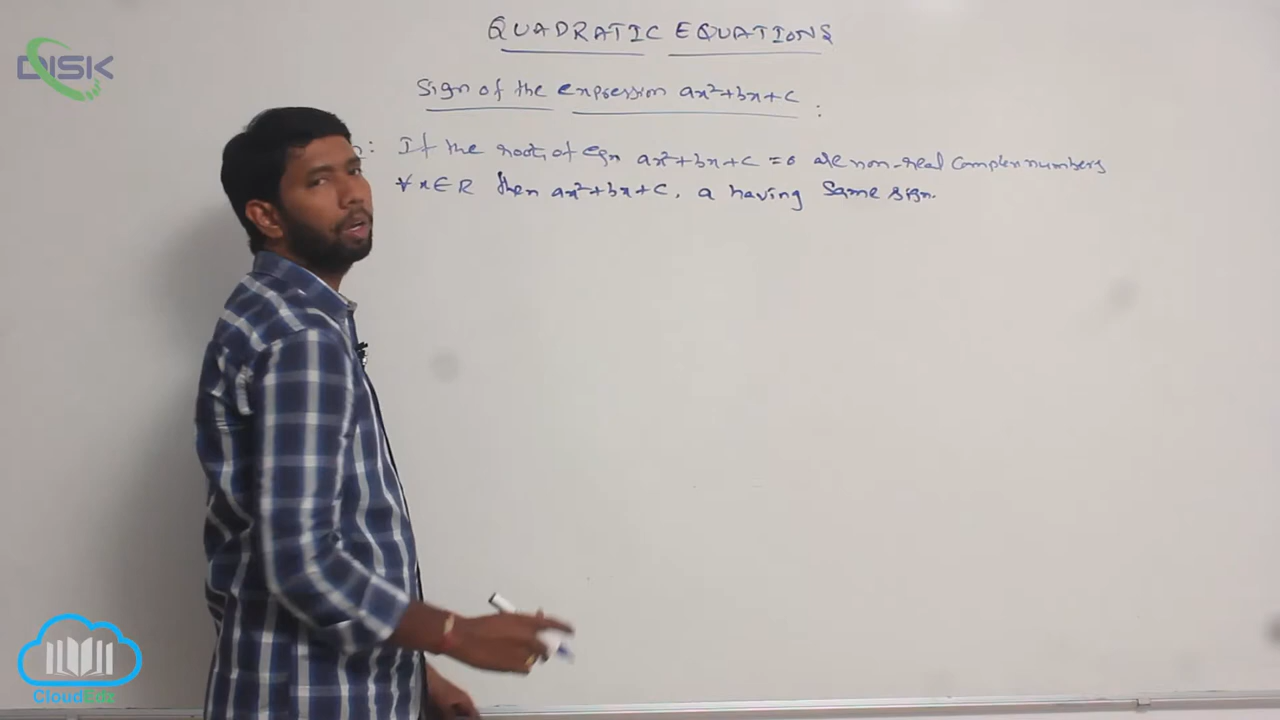 QUADRATIC EQUATIONS
DISK
Sign of the expression ax²+bx+c :
: If the roots of eqn ax²+bx+c =0 are non-real complex numbers
∀ x∈R then ax²+bx+c, a having same sign.
CloudEdz